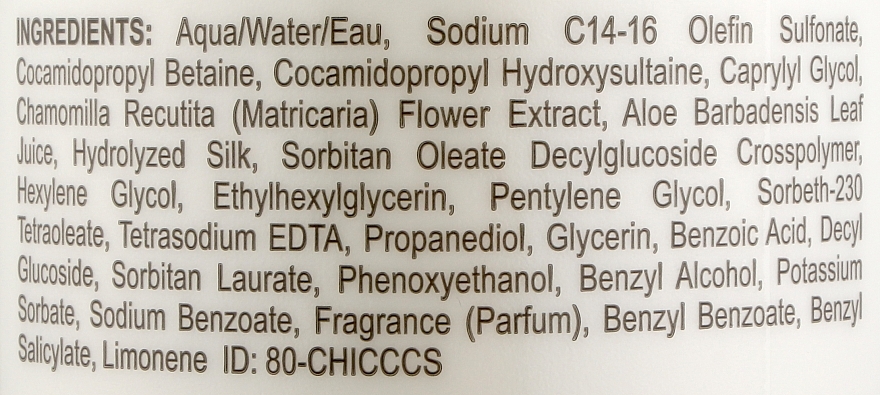 INGREDIENTS: Aqua/Water/Eau, Sodium C14-16 Olefin Sulfonate,
Cocamidopropyl Betaine, Cocamidopropyl Hydroxysultaine, Caprylyl Glycol,
Chamomilla Recutita (Matricaria) Flower Extract, Aloe Barbadensis Leaf
Juice, Hydrolyzed Silk, Sorbitan Oleate Decylglucoside Crosspolymer,
Hexylene Glycol, Ethylhexylglycerin, Pentylene Glycol, Sorbeth-230
Tetraoleate, Tetrasodium EDTA, Propanediol, Glycerin, Benzoic Acid, Decyl
Glucoside, Sorbitan Laurate, Phenoxyethanol, Benzyl Alcohol, Potassium
Sorbate, Sodium Benzoate, Fragrance (Parfum), Benzyl Benzoate, Benzyl
Salicylate, Limonene ID: 80-CHICCCS